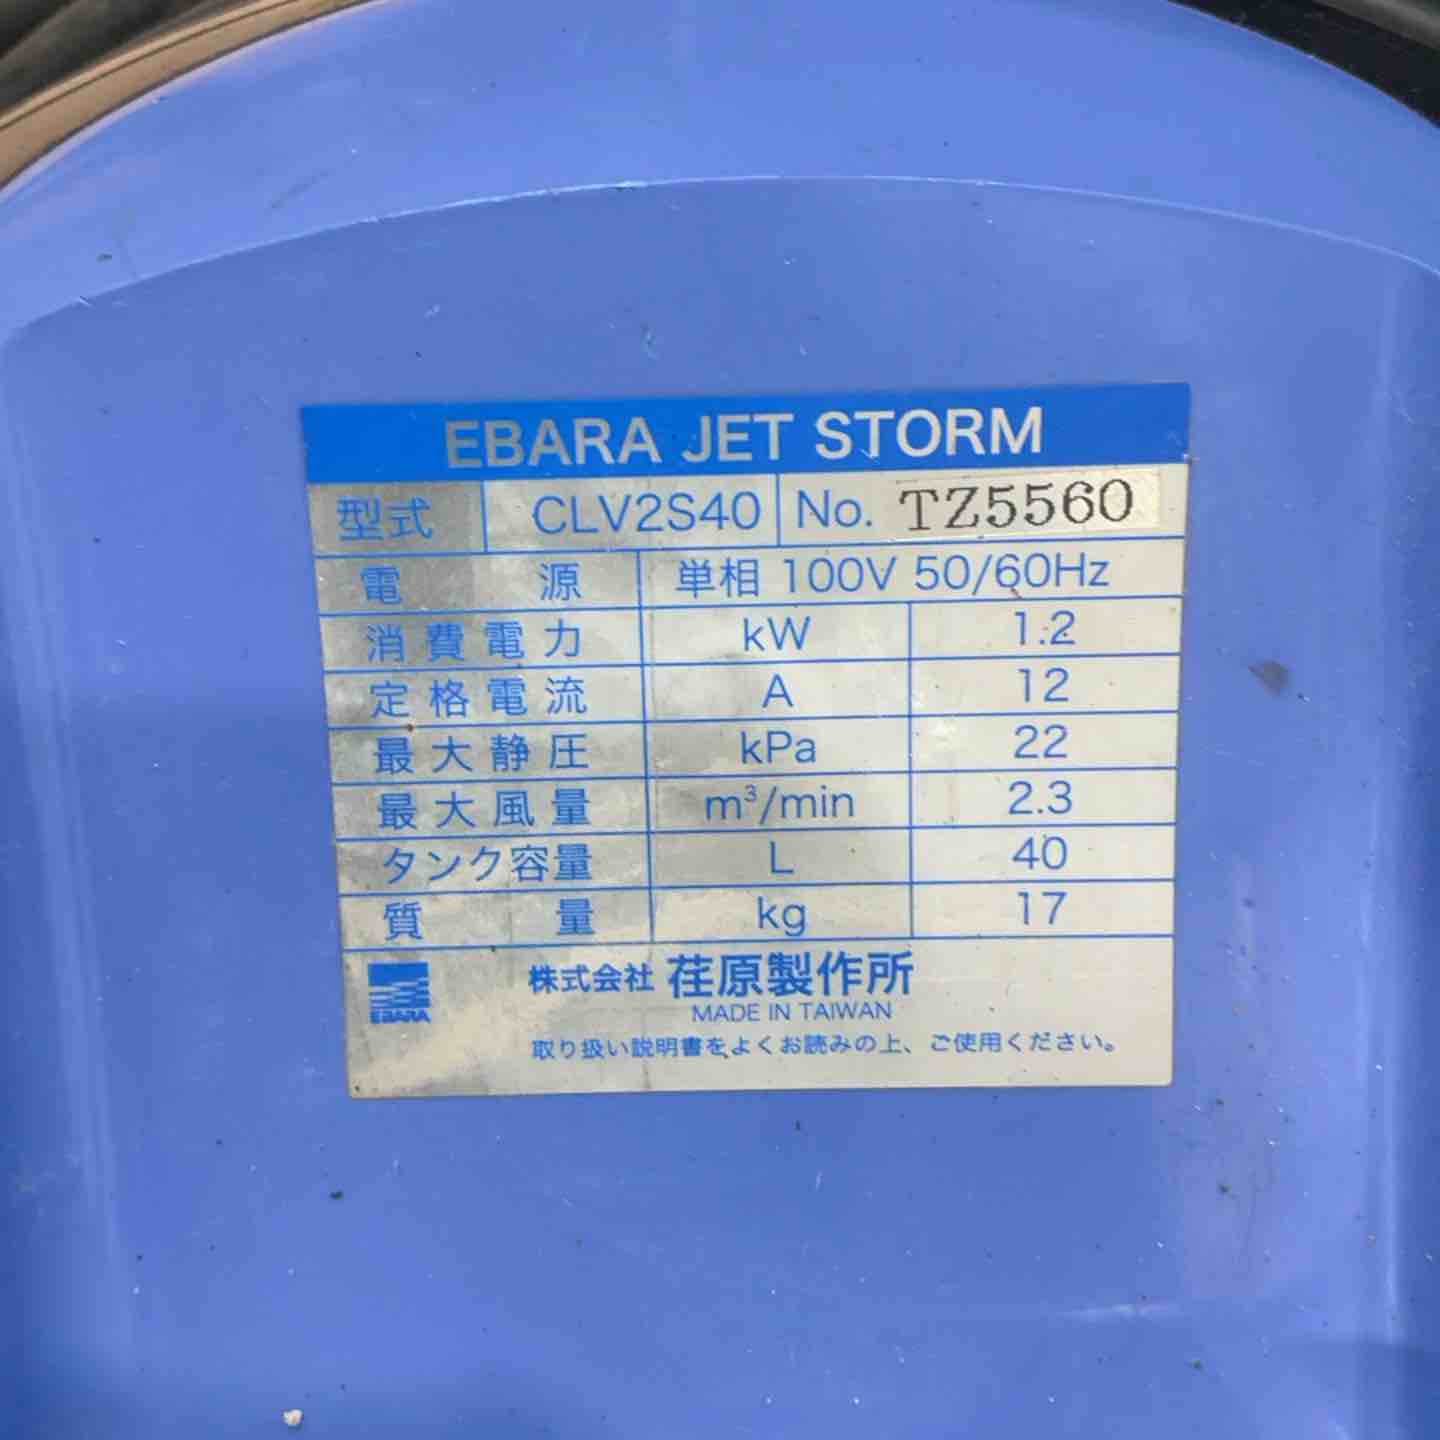 EBARA JET STORM
型式 CLV2S40 No. TZ5560
電源 単相 100V 50/60Hz
消費電力 kW 1.2
定格電流 A 12
最大静圧 kPa 22
最大風量 m³/min 2.3
タンク容量 L 40
質量 kg 17
EBARA 株式会社 荏原製作所
MADE IN TAIWAN
取り扱い説明書をよくお読みの上、ご使用ください。